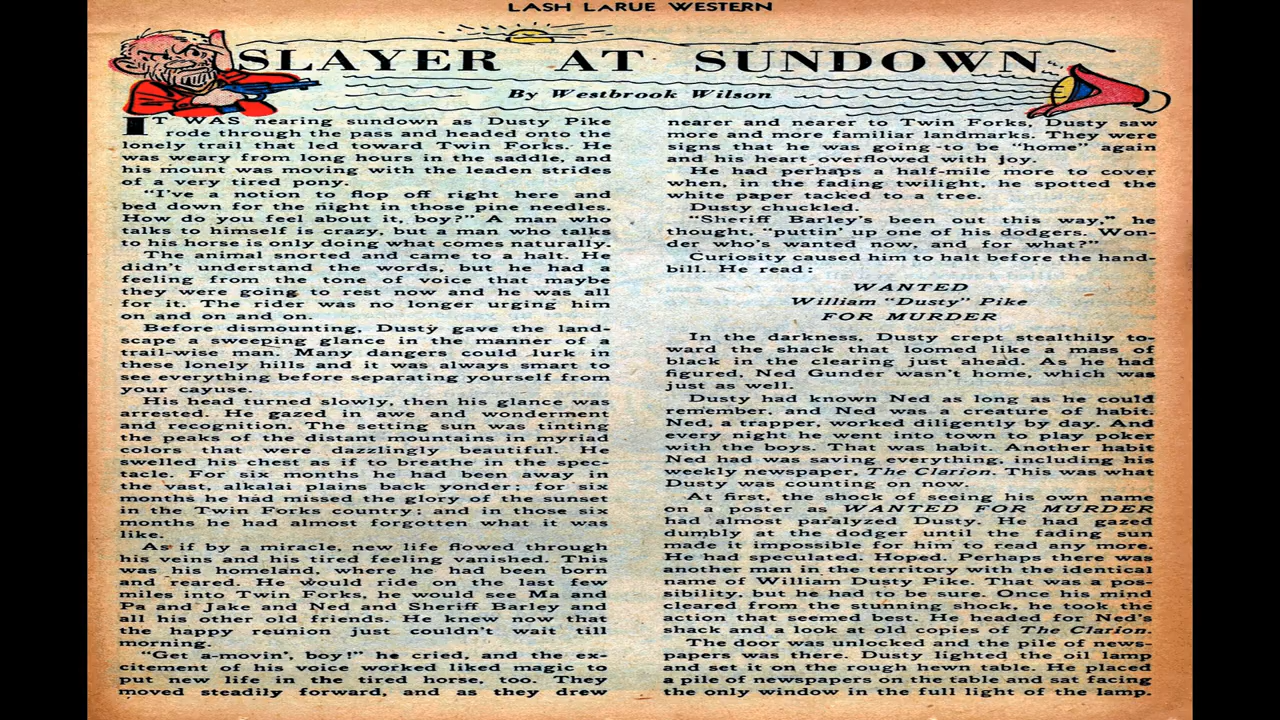 LASH LARUE WESTERN
SLAYER AT SUNDOWN
By Westbrook Wilson
IT WAS nearing sundown as Dusty Pike
rode through the pass and headed onto the
lonely trail that led toward Twin Forks. He
was weary from long hours in the saddle, and
his mount was moving with the leaden strides
of a very tired pony.
"I've a notion to flop off right here and
bed down for the night in those pine needles.
How do you feel about it, boy?" A man who
talks to himself is crazy, but a man who talks
to his horse is only doing what comes naturally.
The animal snorted and came to a halt. He
didn't understand the words, but he had a
feeling from the tone of voice that maybe
they were going to rest now and he was all
for it. The rider was no longer urging him
on and on and on.
Before dismounting, Dusty gave the land-
scape a sweeping glance in the manner of a
trail-wise man. Many dangers could lurk in
these lonely hills and it was always smart to
see everything before separating yourself from
your cayuse.
His head turned slowly, then his glance was
arrested. He gazed in awe and wonderment
and recognition. The setting sun was tinting
the peaks of the distant mountains in myriad
colors that were dazzlingly beautiful. He
swelled his chest as if to breathe in the spec-
tacle. For six months he had been away in
the vast, alkalai plains back yonder; for six
months he had missed the glory of the sunset
in the Twin Forks country; and in those six
months he had almost forgotten what it was
like.
As if by a miracle, new life flowed through
his veins and his tired feeling vanished. This
was his homeland, where he had been born
and reared. He would ride on the last few
miles into Twin Forks, he would see Ma and
Pa and Jake and Ned and Sheriff Barley and
all his other old friends. He knew now that
the happy reunion just couldn't wait till
morning.
"Get a-movin', boy!" he cried, and the ex-
citement of his voice worked liked magic to
put new life in the tired horse, too. They
moved steadily forward, and as they drew
nearer and nearer to Twin Forks, Dusty saw
more and more familiar landmarks. They were
signs that he was going to be "home" again
and his heart overflowed with joy.
He had perhaps a half-mile more to cover
when, in the fading twilight, he spotted the
white paper tacked to a tree.
Dusty chuckled.
"Sheriff Barley's been out this way," he
thought, "puttin' up one of his dodgers. Won-
der who's wanted now, and for what?"
Curiosity caused him to halt before the hand-
bill. He read:
WANTED
William "Dusty" Pike
FOR MURDER
In the darkness, Dusty crept stealthily to-
ward the shack that loomed like a mass of
black in the clearing just ahead. As he had
figured, Ned Gunder wasn't home, which was
just as well.
Dusty had known Ned as long as he could
remember, and Ned was a creature of habit.
Ned, a trapper, worked diligently by day. And
every night he went into town to play poker
with the boys. That was habit. Another habit
Ned had was saving everything, including his
weekly newspaper, The Clarion. This was what
Dusty was counting on now.
At first, the shock of seeing his own name
on a poster as WANTED FOR MURDER
had almost paralyzed Dusty. He had gazed
dumbly at the dodger until the fading sun
made it impossible for him to read any more.
He had speculated. Hoped. Perhaps there was
another man in the territory with the identical
name of William Dusty Pike. That was a pos-
sibility, but he had to be sure. Once his mind
cleared from the stunning shock, he took the
action that seemed best. He headed for Ned's
shack and a look at old copies of The Clarion.
The door was unlocked and the pile of news-
papers was there. Dusty lighted the oil lamp
and set it on the rough hewn table. He placed
a pile of newspapers on the table and sat facing
the only window in the full light of the lamp.